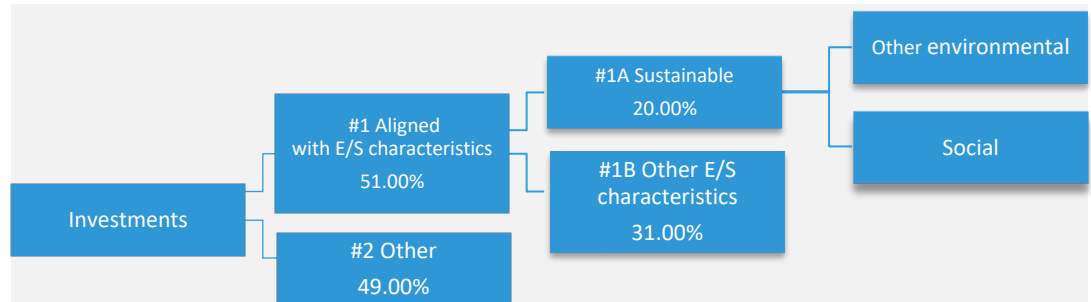 Investments
#1 Aligned
with E/S characteristics
51.00%
#2 Other
49.00%
#1A Sustainable
20.00%
#1B Other E/S
characteristics
31.00%
Other environmental
Social